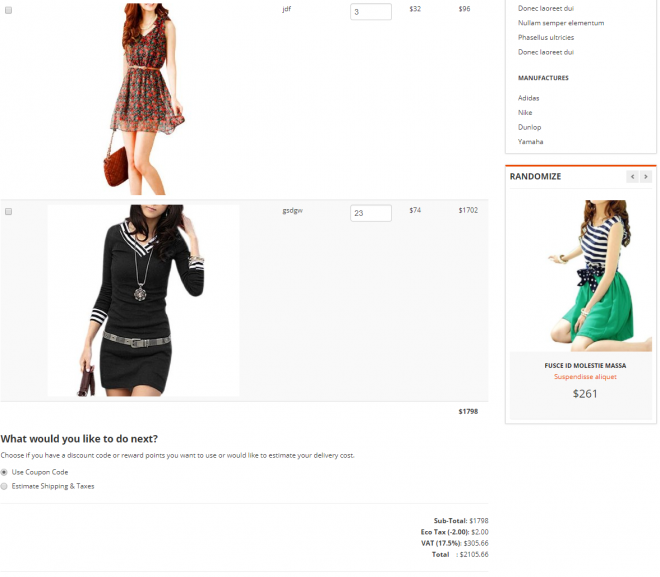 jdf 3 $32 $96
gsdgw 23 $74 $1702
$1798
What would you like to do next?
Choose if you have a discount code or reward points you want to use or would like to estimate your delivery cost.
Use Coupon Code
Estimate Shipping & Taxes
Sub-Total: $1798
Eco Tax (-2.00): $2.00
VAT (17.5%): $305.66
Total : $2105.66
Donec laoreet dui
Nullam semper elementum
Phasellus ultricies
Donec laoreet dui
MANUFACTURES
Adidas
Nike
Dunlop
Yamaha
RANDOMIZE
FUSCE ID MOLESTIE MASSA
Suspendisse aliquet
$261